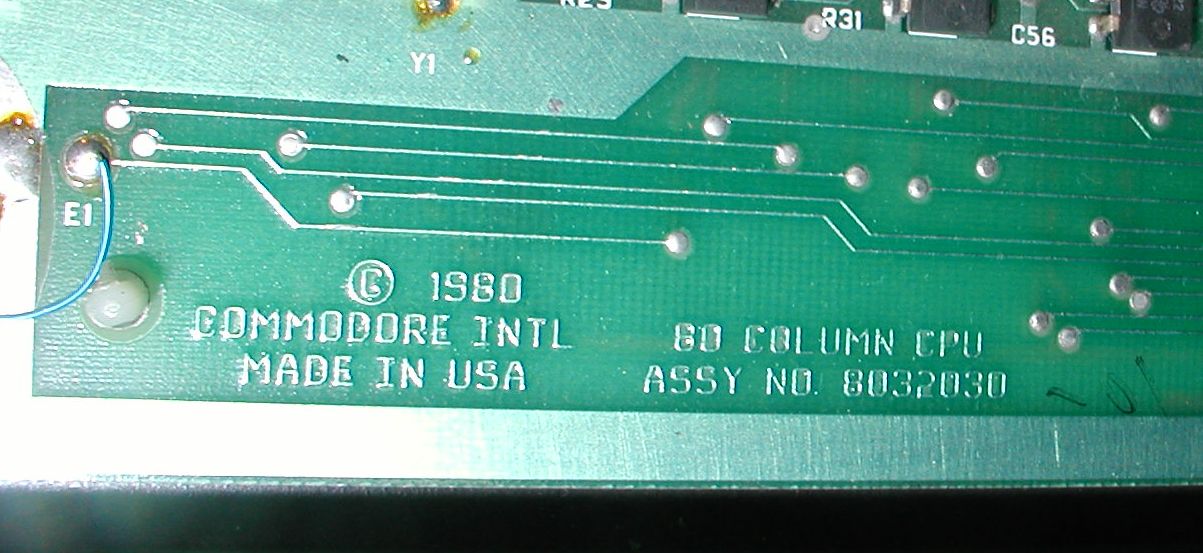 R31
C56
Y1
E1
© 1980
COMMODORE INTL
MADE IN USA
80 COLUMN CPU
ASSY NO. 8032030